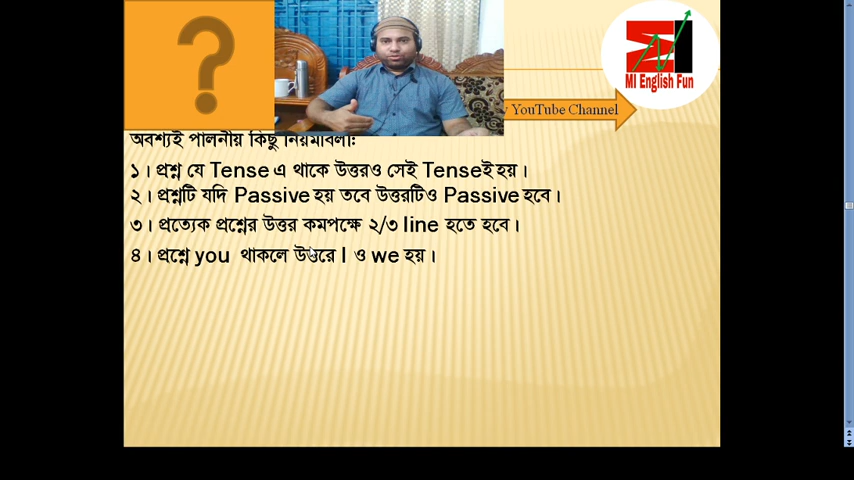 ?
MI English Fun
YouTube Channel
অবশ্যই পালনীয় কিছু নিয়মাবলীঃ
১। প্রশ্ন যে Tense এ থাকে উত্তরও সেই Tenseই হয়।
২। প্রশ্নটি যদি Passive হয় তবে উত্তরটিও Passive হবে।
৩। প্রত্যেক প্রশ্নের উত্তর কমপক্ষে ২/৩ line হতে হবে।
৪। প্রশ্নে you থাকলে উত্তরে I ও we হয়।